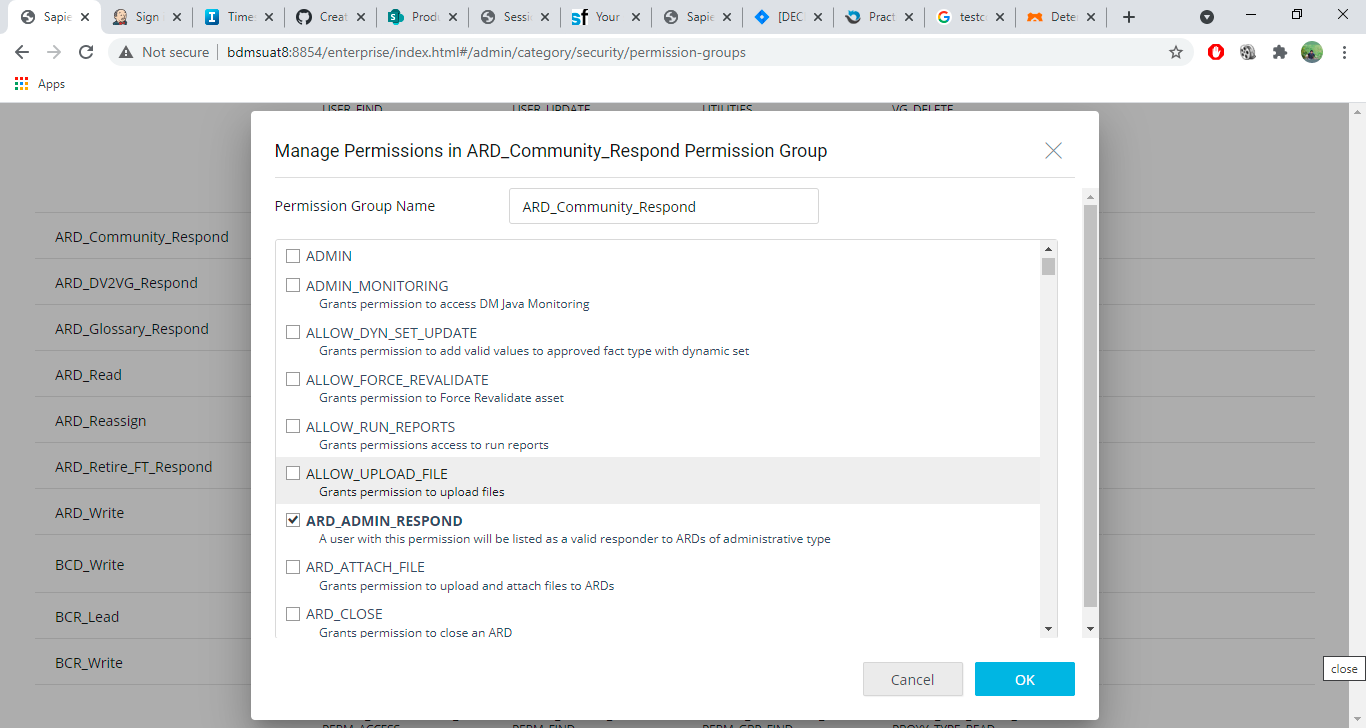 Sapie
Sign
Time
Creat
Produ
Sessi
Your
Sapie
[DEC
Pract
testc
Dete
Not secure
bdmsuat8:8854/enterprise/index.html#/admin/category/security/permission-groups
Apps
USER_FIND USER_UPDATE UTILITIES VG_DELETE
Manage Permissions in ARD_Community_Respond Permission Group
Permission Group Name
ARD_Community_Respond
ADMIN
ADMIN_MONITORING
Grants permission to access DM Java Monitoring
ALLOW_DYN_SET_UPDATE
Grants permission to add valid values to approved fact type with dynamic set
ALLOW_FORCE_REVALIDATE
Grants permission to Force Revalidate asset
ALLOW_RUN_REPORTS
Grants permissions access to run reports
ALLOW_UPLOAD_FILE
Grants permission to upload files
ARD_ADMIN_RESPOND
A user with this permission will be listed as a valid responder to ARDs of administrative type
ARD_ATTACH_FILE
Grants permission to upload and attach files to ARDs
ARD_CLOSE
Grants permission to close an ARD
Cancel
OK
ARD_Community_Respond
ARD_DV2VG_Respond
ARD_Glossary_Respond
ARD_Read
ARD_Reassign
ARD_Retire_FT_Respond
ARD_Write
BCD_Write
BCR_Lead
BCR_Write
close
PERM_ACCESS PERM_FIND PERM_GRP_FIND PROXY_TYPE_READ